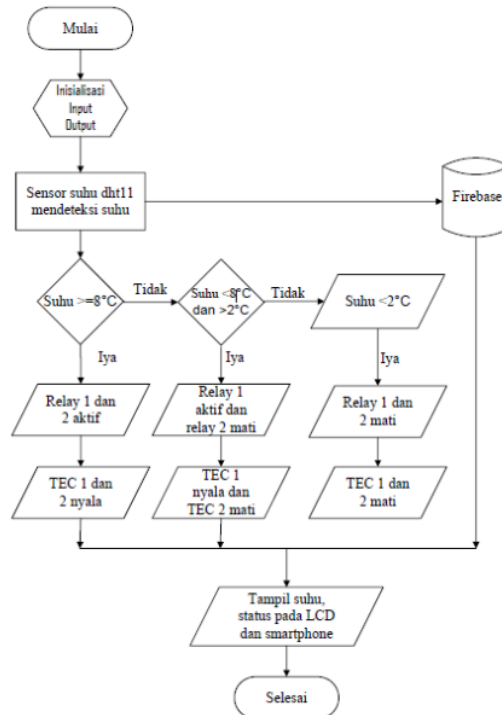 Mulai
Inisialisasi
Input
Output
Sensor suhu dht11
mendeteksi suhu
Firebase
Suhu >=8°C
Tidak
Suhu <8°C
dan >2°C
Tidak
Suhu <2°C
Iya
Iya
Iya
Relay 1 dan
2 aktif
Relay 1
aktif dan
relay 2 mati
Relay 1 dan
2 mati
TEC 1 dan
2 nyala
TEC 1
nyala dan
TEC 2 mati
TEC 1 dan
2 mati
Tampil suhu,
status pada LCD
dan smartphone
Selesai